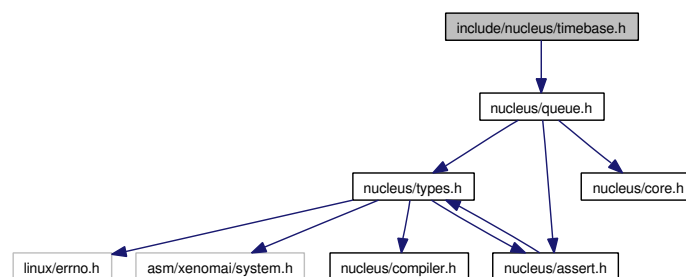 include/nucleus/timebase.h
nucleus/queue.h
nucleus/types.h
nucleus/core.h
linux/errno.h
asm/xenomai/system.h
nucleus/compiler.h
nucleus/assert.h